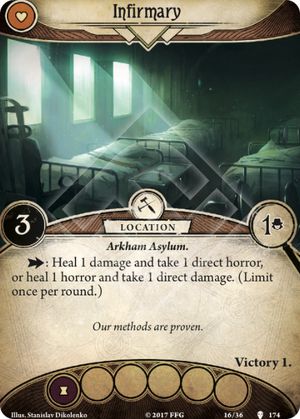 Infirmary
3
LOCATION
1
Arkham Asylum.
: Heal 1 damage and take 1 direct horror,
or heal 1 horror and take 1 direct damage. (Limit
once per round.)
Our methods are proven.
Victory 1.
Illus. Stanislav Dikolenko
© 2017 FFG
16/36
174